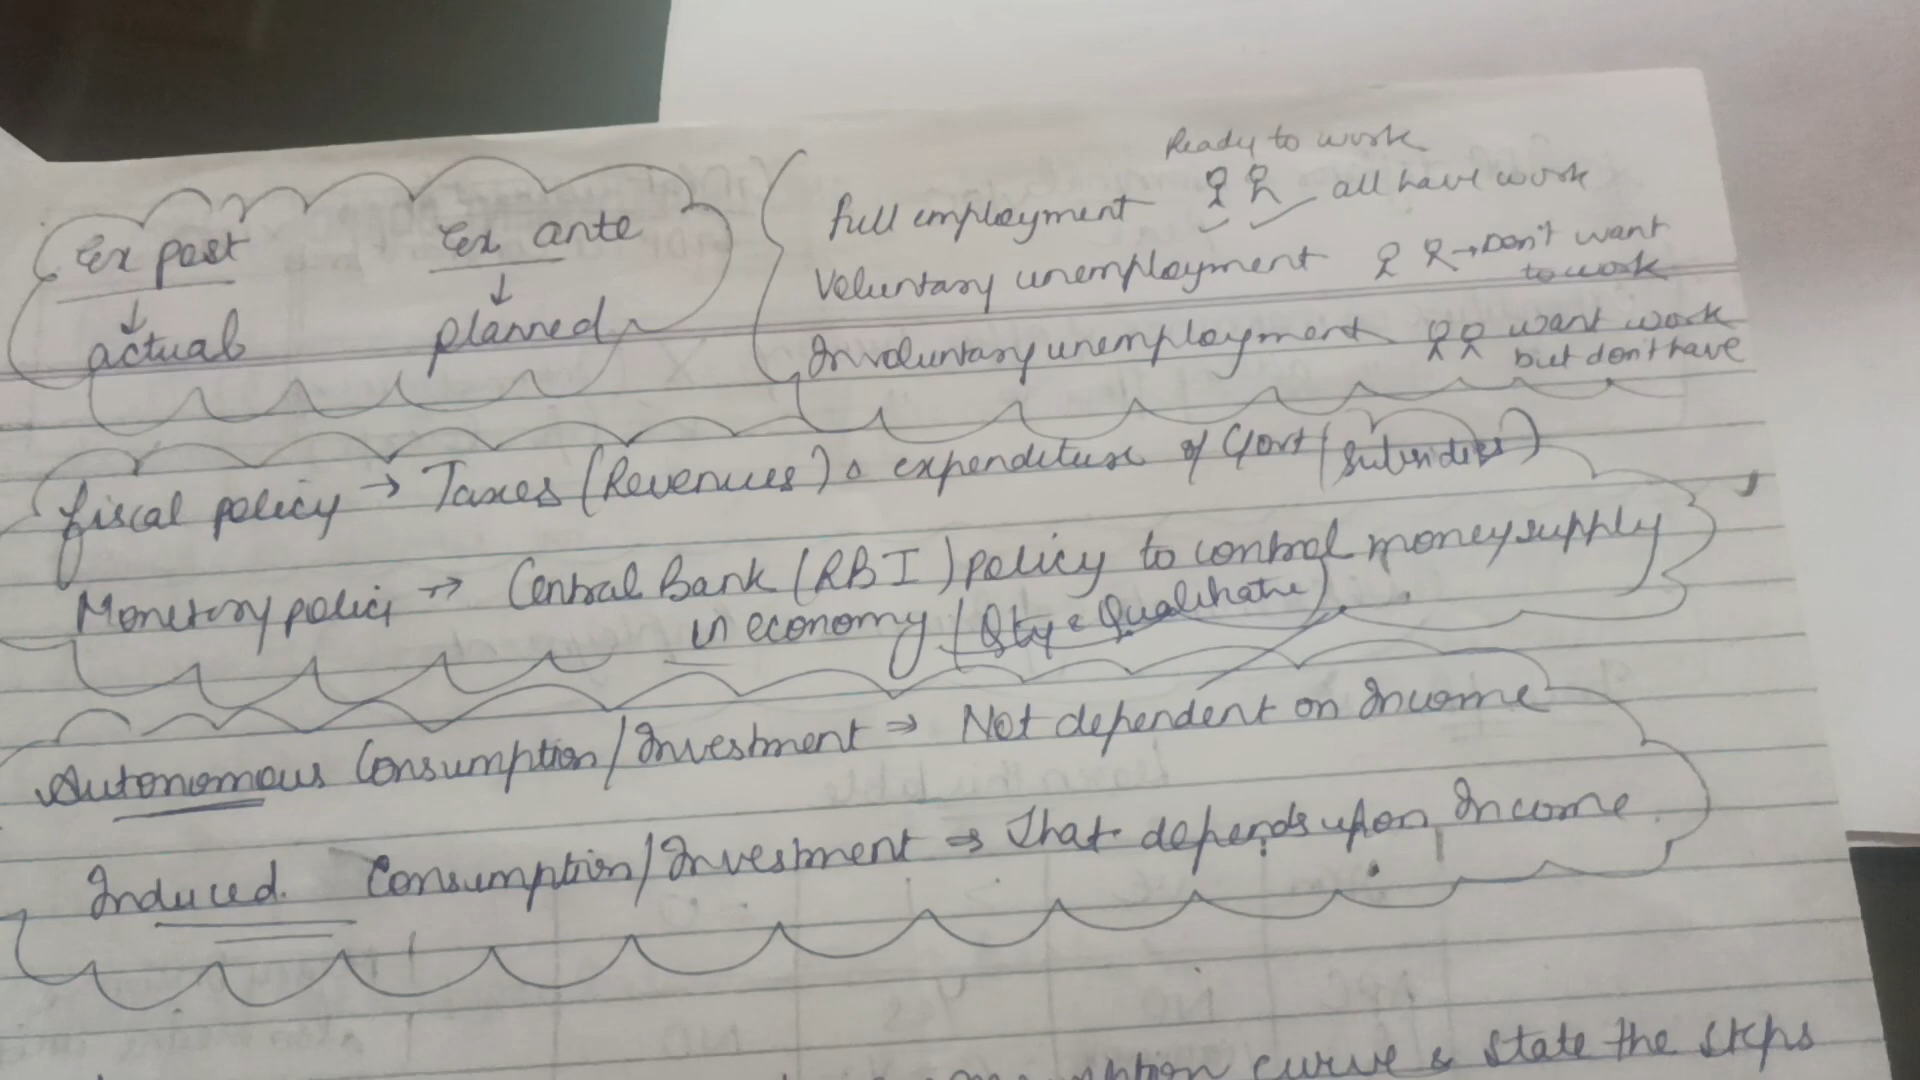 Ex post
↓
actual
Ex ante
↓
planned
Ready to work
full employment all have work
Voluntary unemployment → Don't want
to work
Involuntary unemployment want work
but don't have
fiscal policy → Taxes (Revenues) & expenditure of Govt (Subsidies)
Monetory policy → Central Bank (RBI) policy to control money supply
in economy (Qty & Qualitative)
Autonomous Consumption/Investment ⇒ Not dependent on Income
Induced Consumption/Investment ⇒ That depends upon Income
curve & state the steps